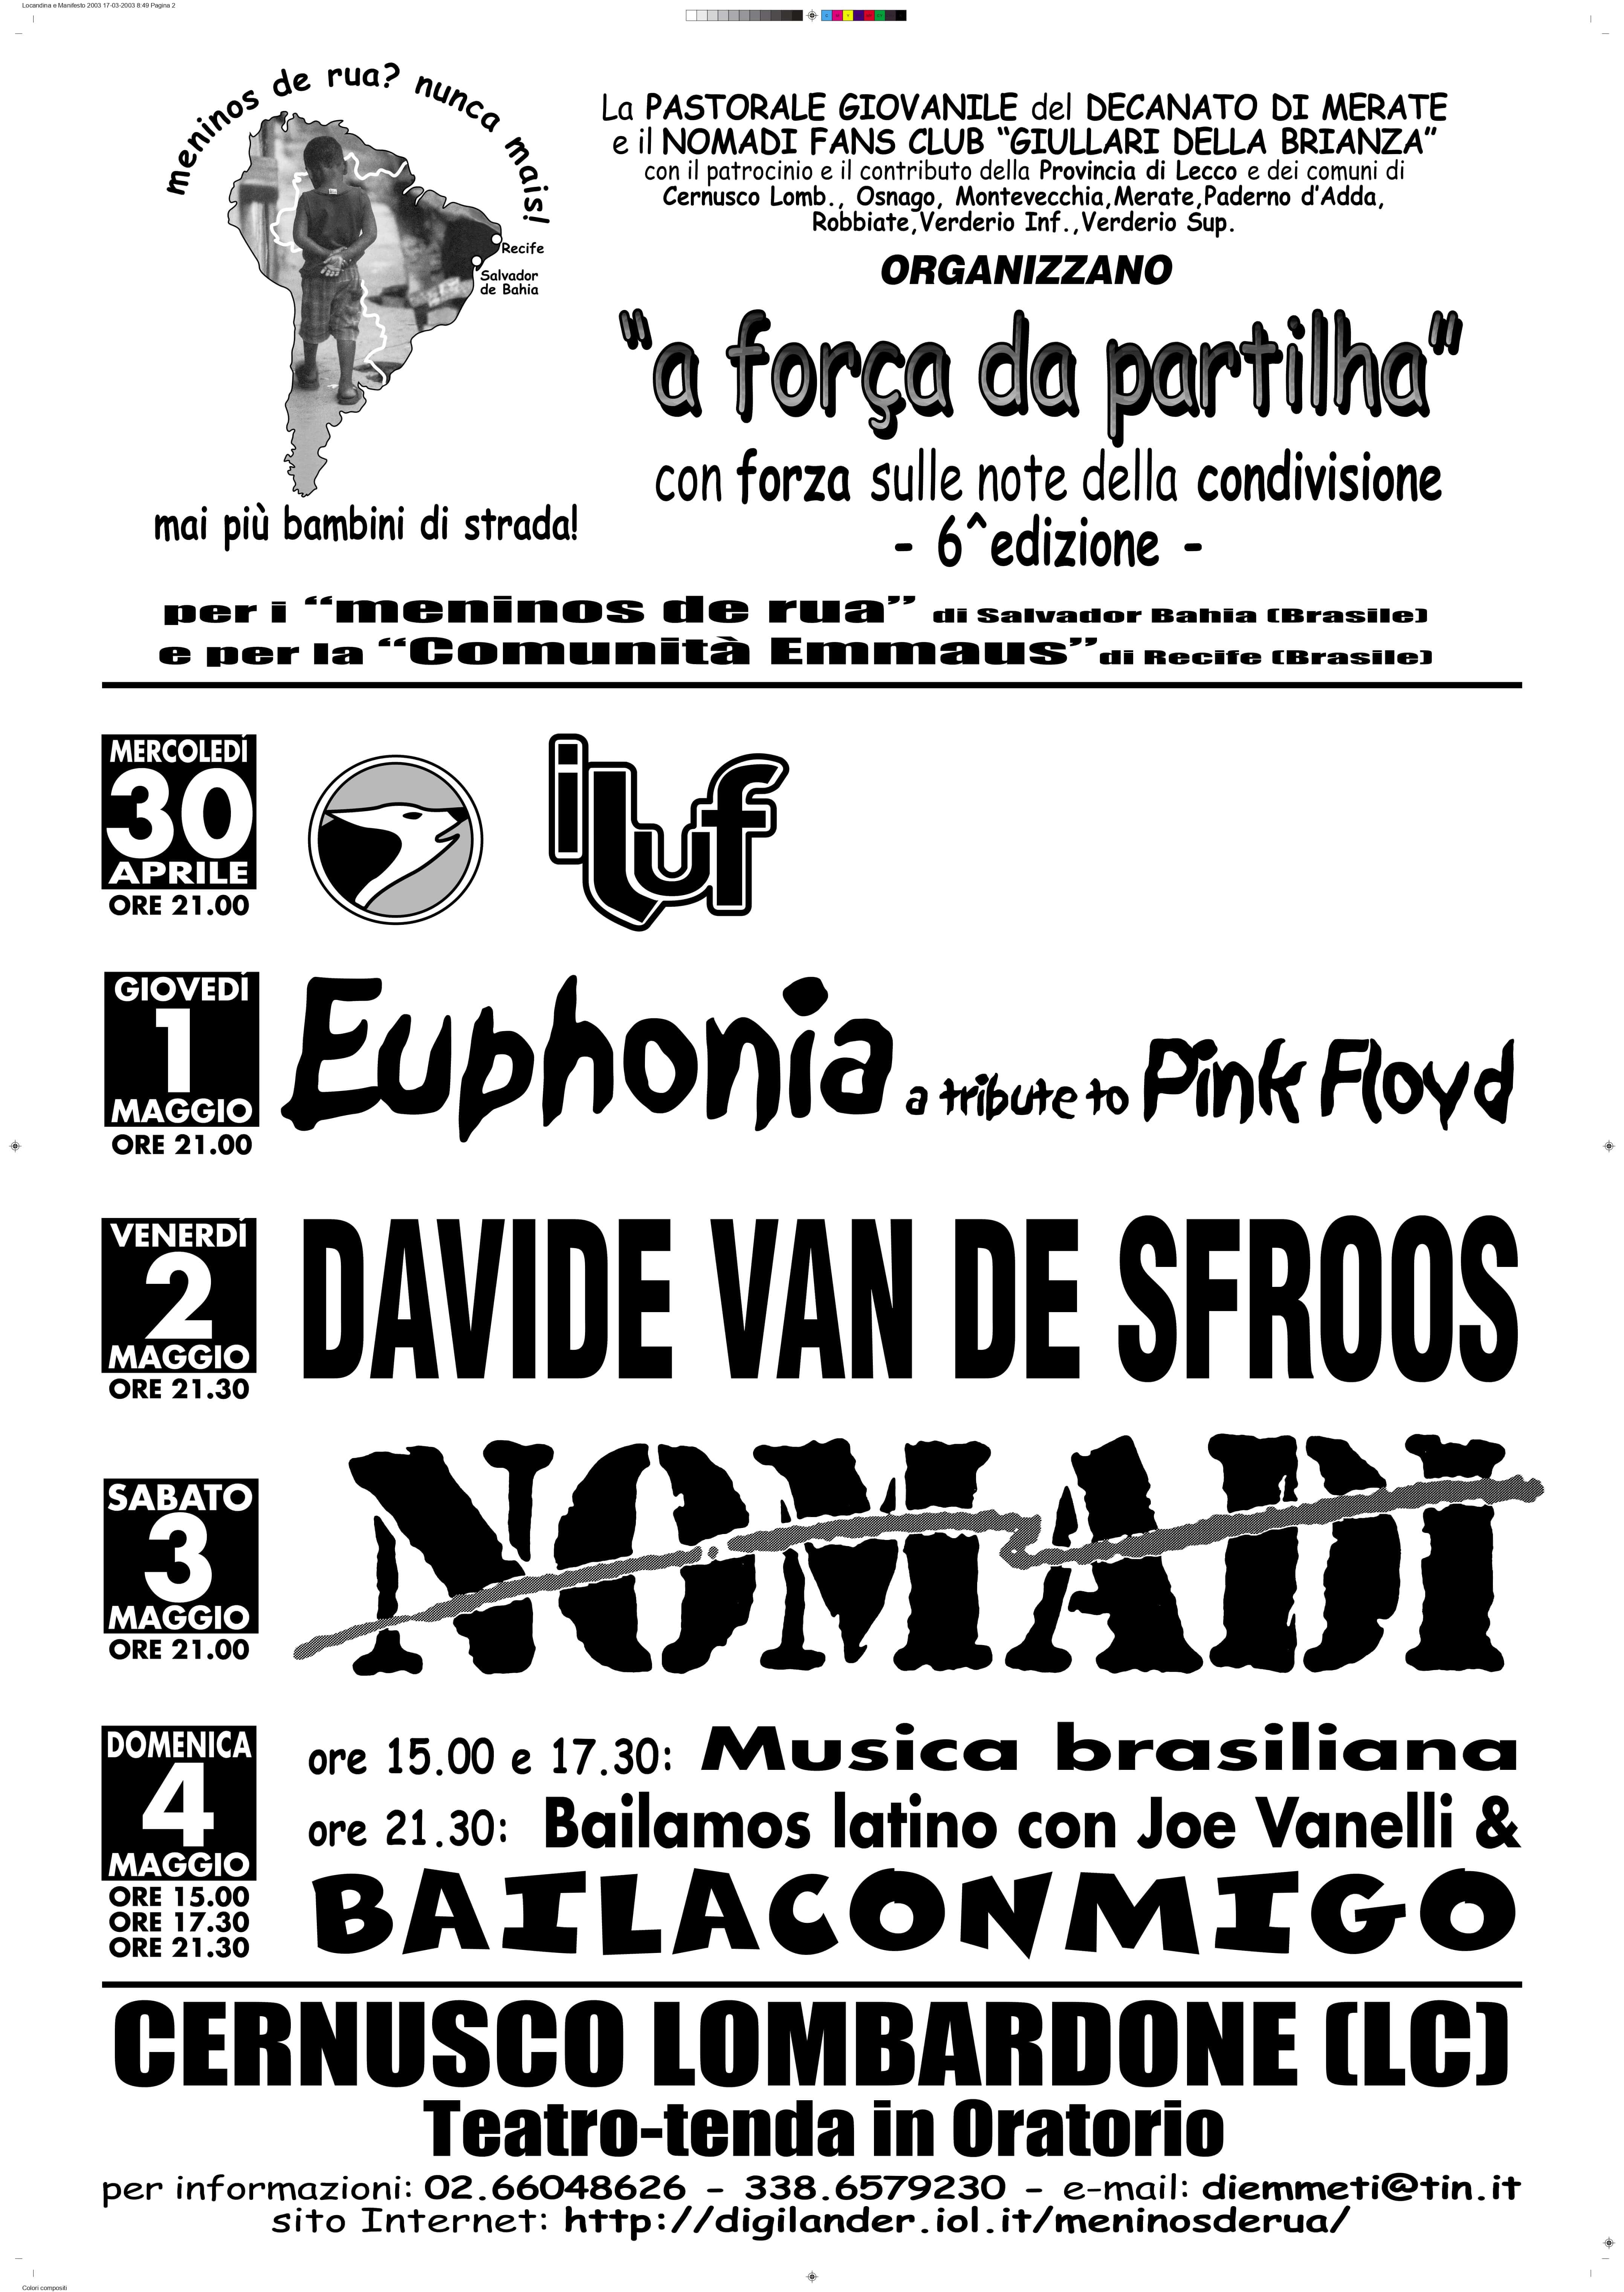 Locandina e Manifesto 2003 17-03-2003 8:49 Pagina 2
meninos de rua? nunca mais!
Recife
Salvador
de Bahia
mai più bambini di strada!
La PASTORALE GIOVANILE del DECANATO DI MERATE
e il NOMADI FANS CLUB “GIULLARI DELLA BRIANZA”
con il patrocinio e il contributo della Provincia di Lecco e dei comuni di
Cernusco Lomb., Osnago, Montevecchia,Merate,Paderno d'Adda,
Robbiate,Verderio Inf.,Verderio Sup.
ORGANIZZANO
"a força da partilha"
con forza sulle note della condivisione
- 6^edizione -
per i “meninos de rua” di Salvador Bahia (Brasile)
e per la “Comunità Emmaus”di Recife (Brasile)
MERCOLEDÍ
30
APRILE
ORE 21.00
iLuf
GIOVEDÍ
1
MAGGIO
ORE 21.00
Euphonia a tribute to Pink Floyd
VENERDÍ
2
MAGGIO
ORE 21.30
DAVIDE VAN DE SFROOS
SABATO
3
MAGGIO
ORE 21.00
NOMADI
DOMENICA
4
MAGGIO
ORE 15.00
ORE 17.30
ORE 21.30
ore 15.00 e 17.30: Musica brasiliana
ore 21.30: Bailamos latino con Joe Vanelli &
BAILACONMIGO
CERNUSCO LOMBARDONE (LC)
Teatro-tenda in Oratorio
per informazioni: 02.66048626 - 338.6579230 - e-mail: diemmeti@tin.it
sito Internet: http://digilander.iol.it/meninosderua/
Colori compositi